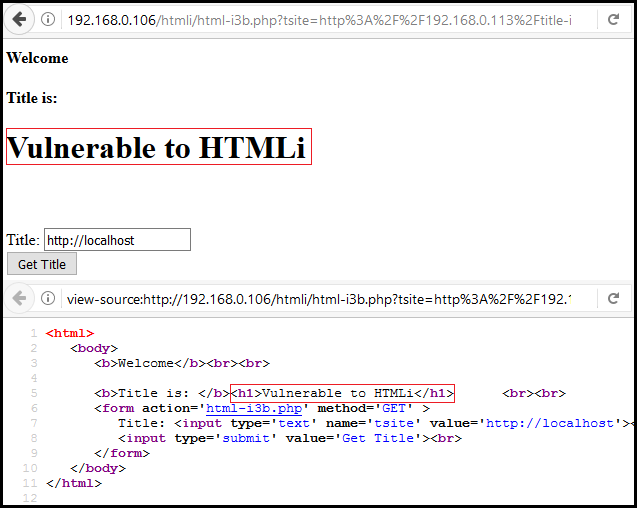 192.168.0.106/htmli/html-i3b.php?tsite=http%3A%2F%2F192.168.0.113%2Ftitle-i
Welcome
Title is:
Vulnerable to HTMLi
Title: http://localhost
Get Title
view-source:http://192.168.0.106/htmli/html-i3b.php?tsite=http%3A%2F%2F192.1
1 <html>
2 <body>
3 <b>Welcome</b><br><br>
4
5 <b>Title is: </b><h1>Vulnerable to HTMLi</h1> <br><br>
6 <form action='html-i3b.php' method='GET' >
7 Title: <input type='text' name='tsite' value='http://localhost'><
8 <input type='submit' value='Get Title'><br>
9 </form>
10 </body>
11 </html>
12